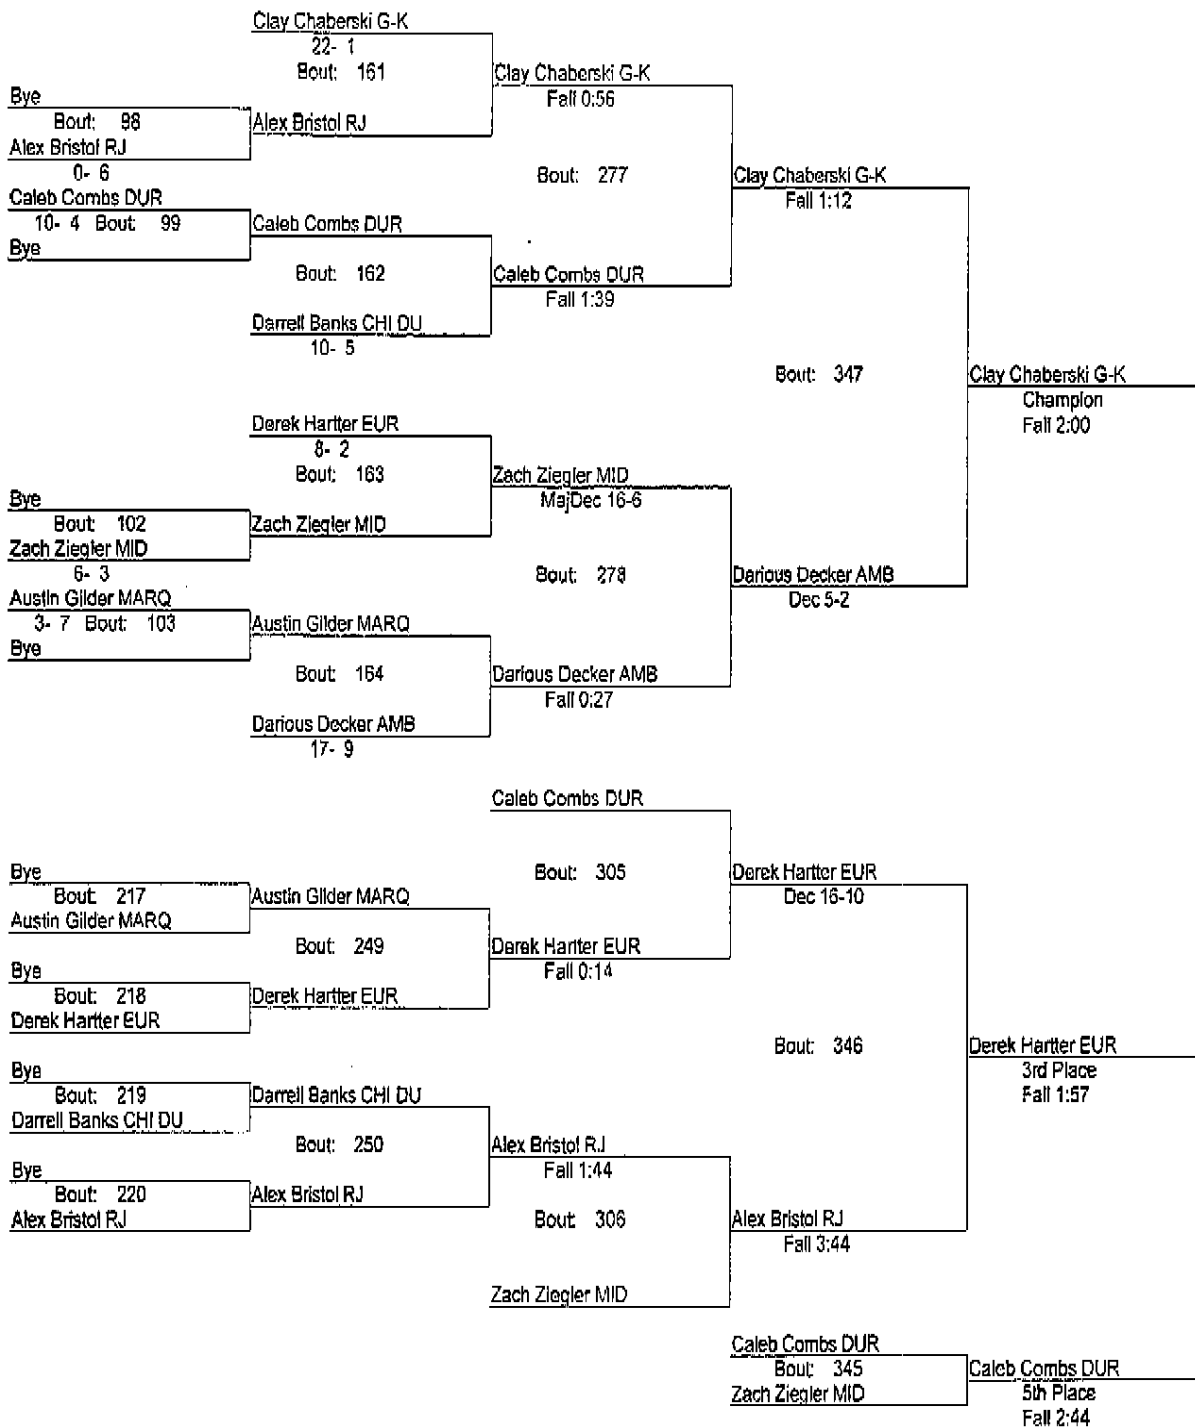 Clay Chaberski G-K
22- 1
Bout: 161
Clay Chaberski G-K
Fall 0:56
Bye
Bout: 98
Alex Bristol RJ
Alex Bristol RJ
0- 6
Bout: 277
Clay Chaberski G-K
Fall 1:12
Caleb Combs DUR
10- 4 Bout: 99
Caleb Combs DUR
Bye
Bout: 162
Caleb Combs DUR
Fall 1:39
Darrell Banks CHI DU
10- 5
Bout: 347
Clay Chaberski G-K
Champion
Fall 2:00
Derek Hartter EUR
8- 2
Bout: 163
Zach Ziegler MID
MajDec 16-6
Bye
Bout: 102
Zach Ziegler MID
Zach Ziegler MID
6- 3
Bout: 278
Darious Decker AMB
Dec 5-2
Austin Gilder MARQ
3- 7 Bout: 103
Austin Gilder MARQ
Bye
Bout: 164
Darious Decker AMB
Fall 0:27
Darious Decker AMB
17- 9
Caleb Combs DUR
Bye
Bout: 217
Austin Gilder MARQ
Austin Gilder MARQ
Bout: 305
Derek Hartter EUR
Dec 16-10
Bout: 249
Derek Hartter EUR
Fall 0:14
Bye
Bout: 218
Derek Hartter EUR
Derek Hartter EUR
Bout: 346
Derek Hartter EUR
3rd Place
Fall 1:57
Bye
Bout: 219
Darrell Banks CHI DU
Darrell Banks CHI DU
Bout: 250
Alex Bristol RJ
Fall 1:44
Bye
Bout: 220
Alex Bristol RJ
Alex Bristol RJ
Bout: 306
Alex Bristol RJ
Fall 3:44
Zach Ziegler MID
Caleb Combs DUR
Bout: 345
Zach Ziegler MID
Caleb Combs DUR
5th Place
Fall 2:44